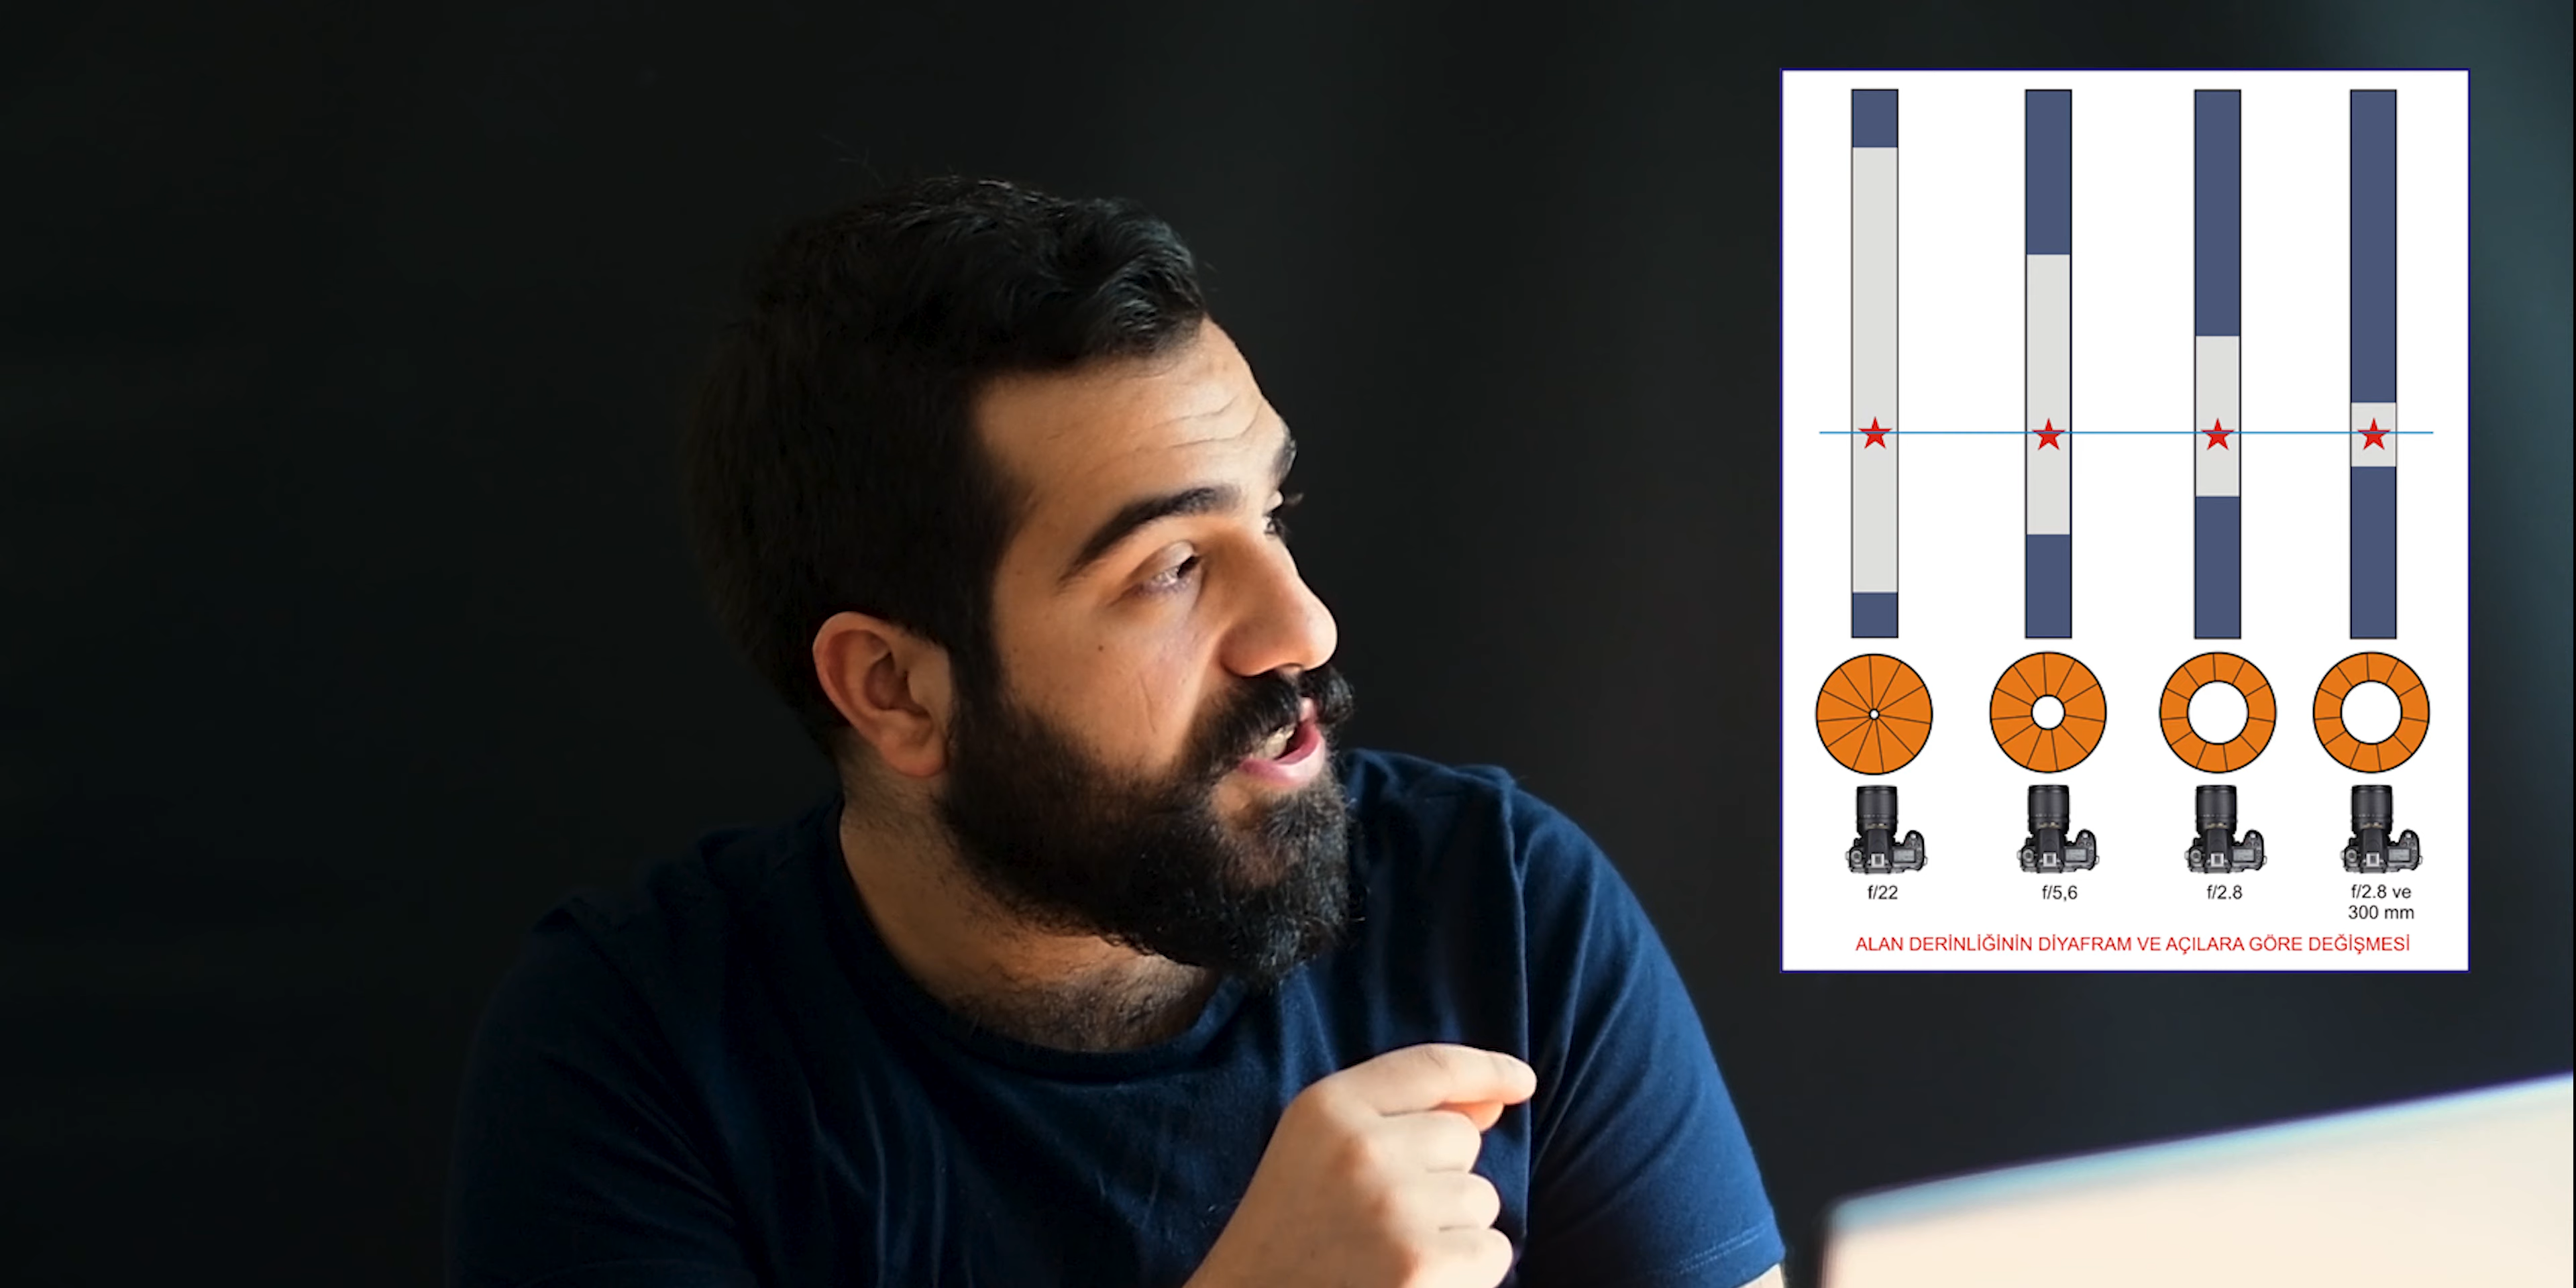 f/22
f/5,6
f/2.8
f/2.8 ve
300 mm
ALAN DERİNLİĞİNİN DİYAFRAM VE AÇILARA GÖRE DEĞİŞMESİ